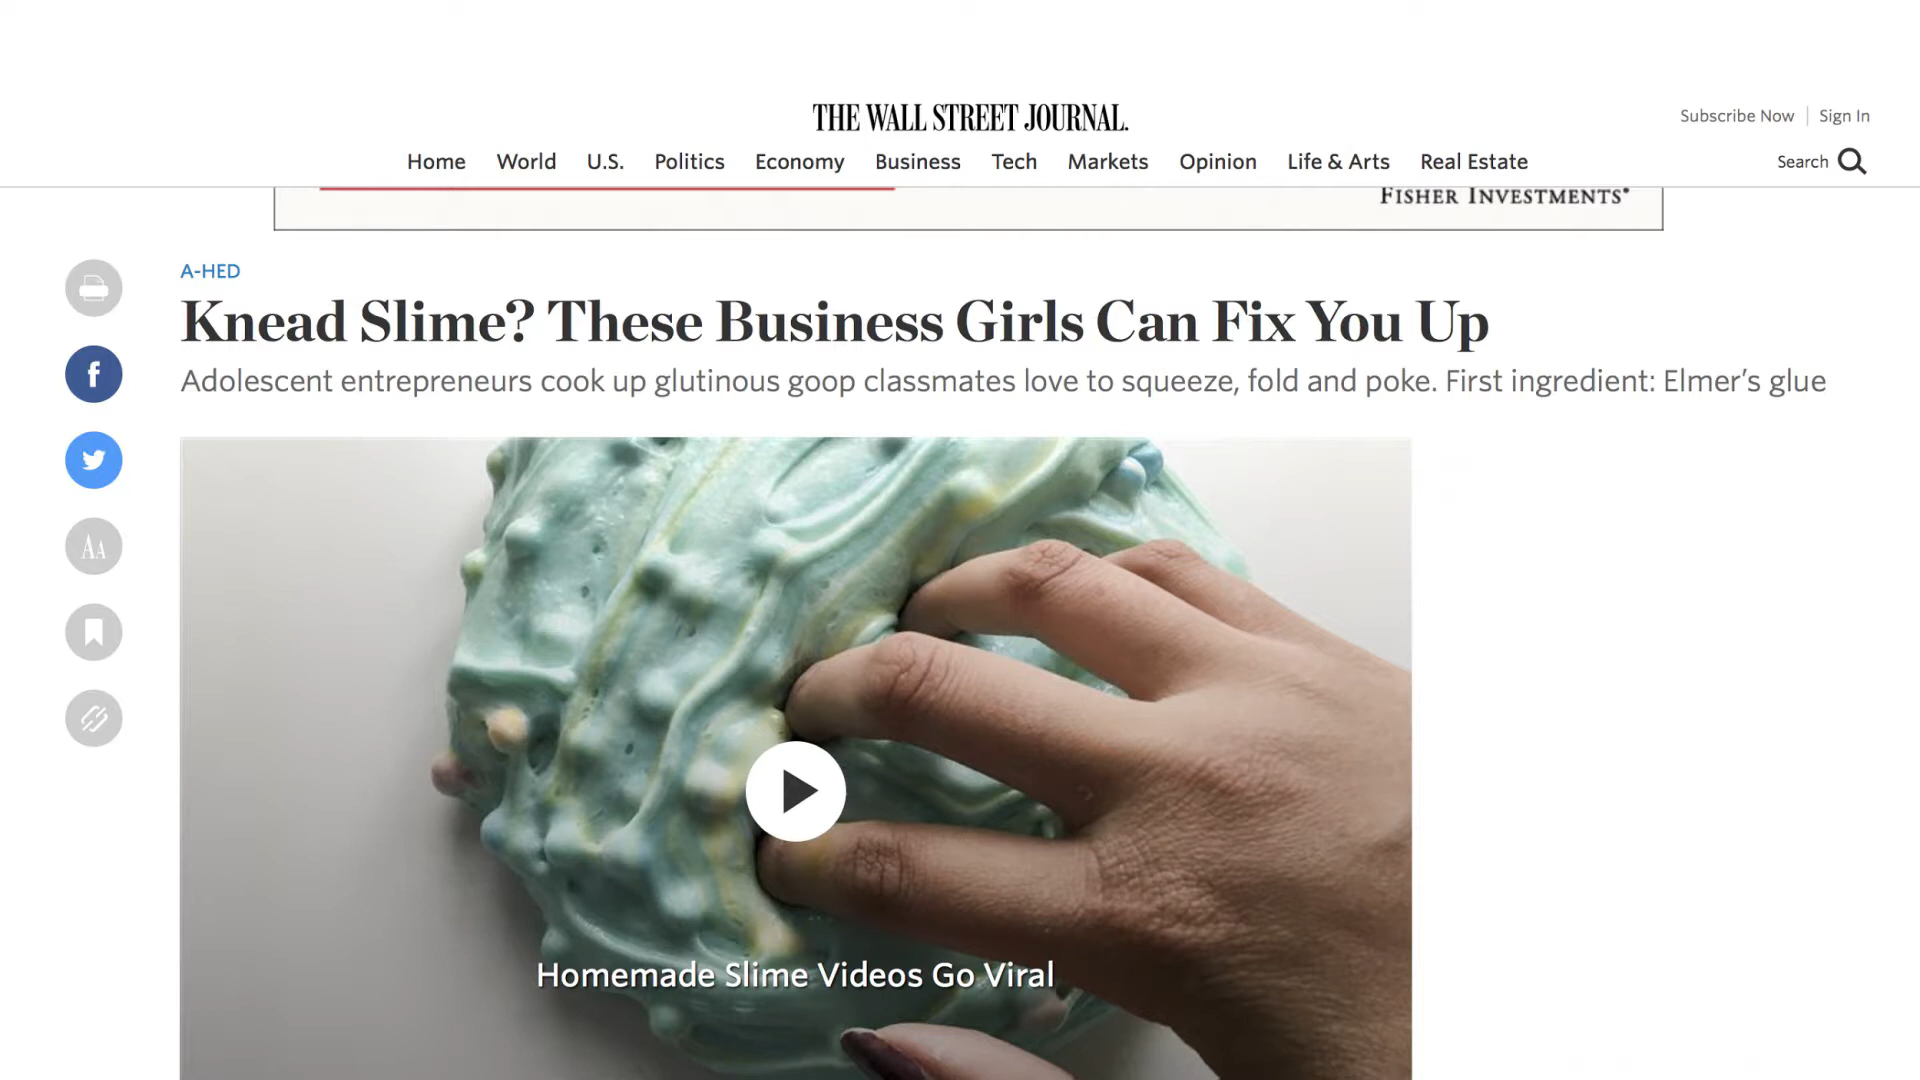 THE WALL STREET JOURNAL.
Subscribe Now | Sign In
Home World U.S. Politics Economy Business Tech Markets Opinion Life & Arts Real Estate
Search
FISHER INVESTMENTS®
A-HED
Knead Slime? These Business Girls Can Fix You Up
Adolescent entrepreneurs cook up glutinous goop classmates love to squeeze, fold and poke. First ingredient: Elmer’s glue
f
AA
Homemade Slime Videos Go Viral